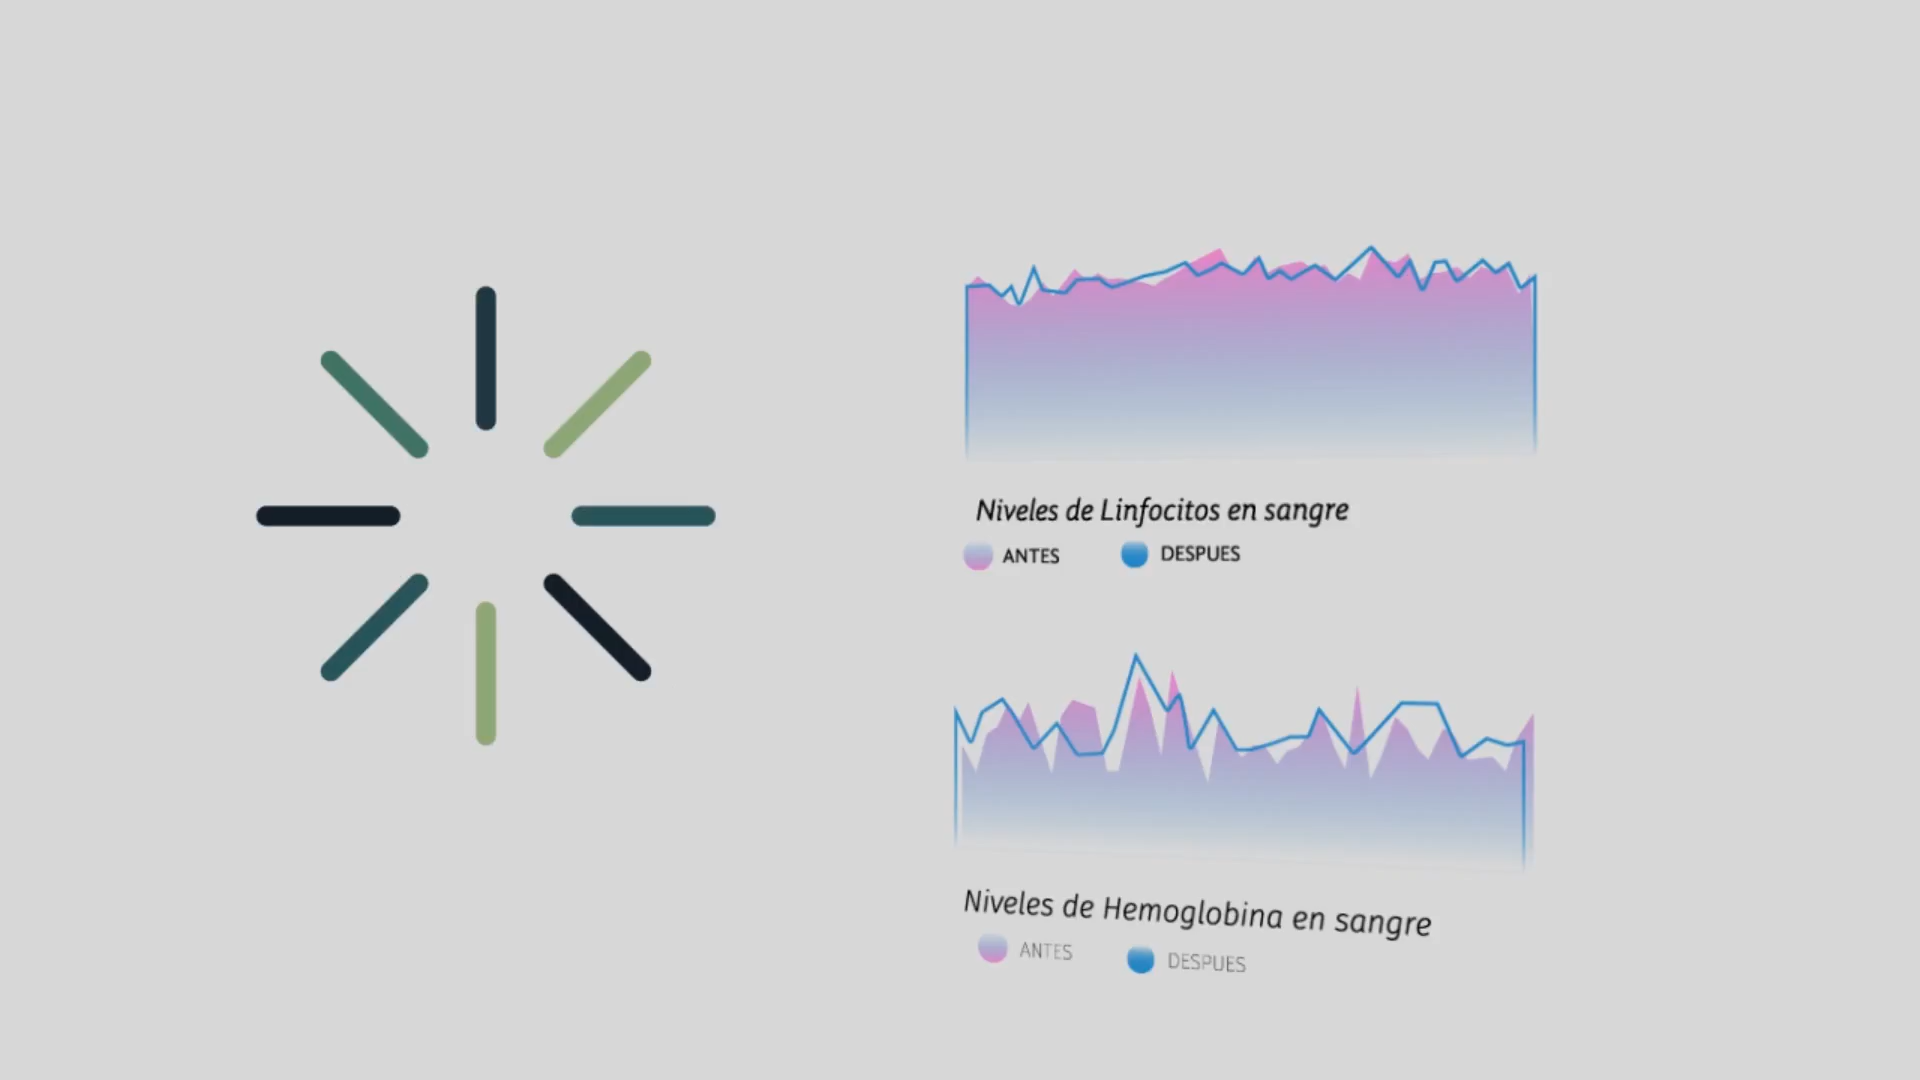 Niveles de Linfocitos en sangre
ANTES DESPUES
Niveles de Hemoglobina en sangre
ANTES DESPUES